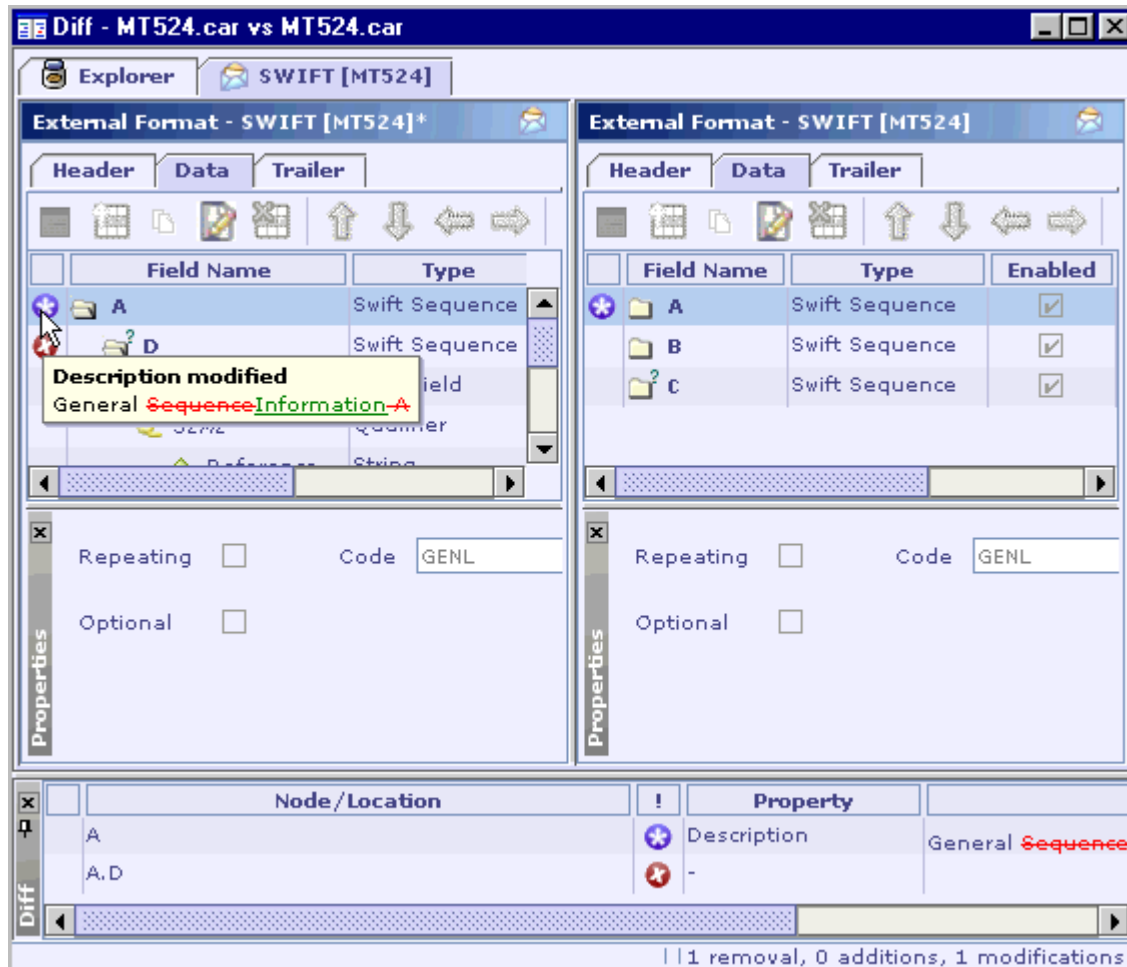 Diff - MT524.car vs MT524.car
Explorer SWIFT [MT524]
External Format - SWIFT [MT524]* External Format - SWIFT [MT524]
Header Data Trailer Header Data Trailer
Field Name Type Field Name Type Enabled
A Swift Sequence A Swift Sequence
? D Swift Sequence B Swift Sequence
Description modified ield ? C Swift Sequence
General SequenceInformation A
Qualifier
Reference String
Repeating Code GENL Repeating Code GENL
Optional Optional
Properties Properties
Node/Location ! Property
A Description General Sequence
A.D -
Diff
1 removal, 0 additions, 1 modifications